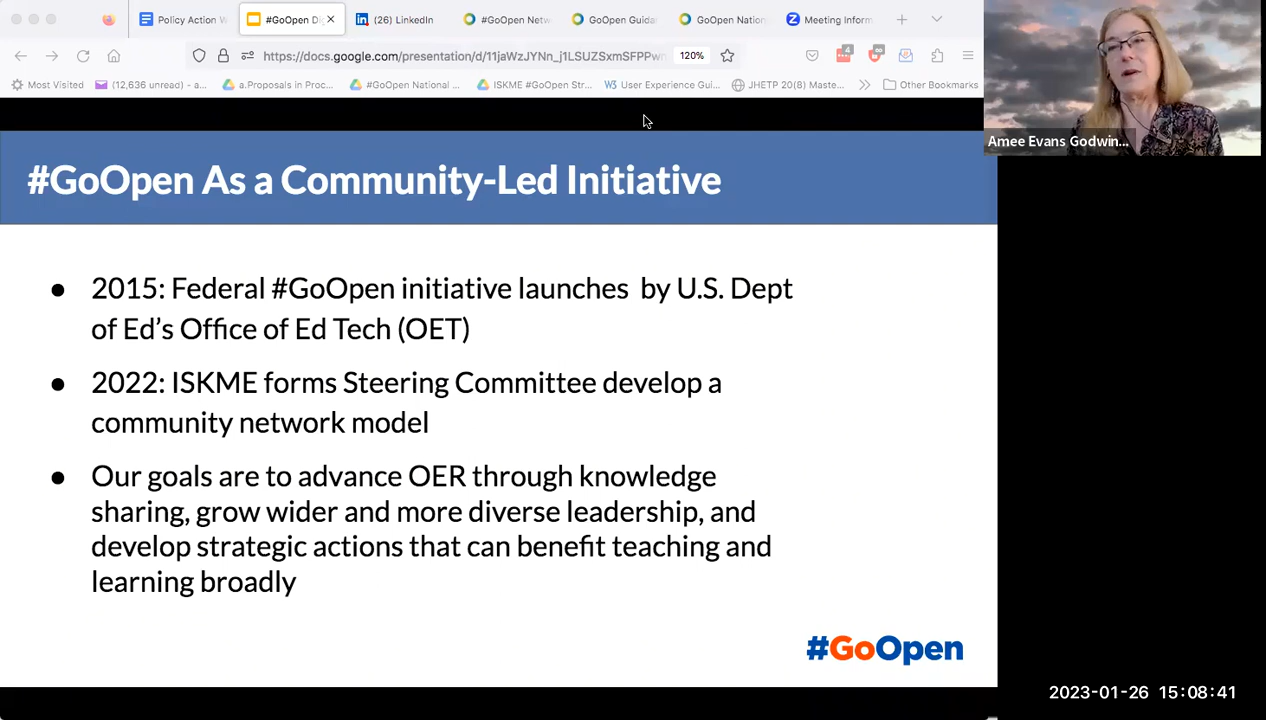 Policy Action W
#GoOpen Di
(26) LinkedIn
#GoOpen Netw
GoOpen Guida
GoOpen Nation
Meeting Inform
https://docs.google.com/presentation/d/11jaWzJYNn_j1LSUZSxmSFPPwn
120%
4
Most Visited
(12,636 unread) - a...
a.Proposals in Proc...
#GoOpen National ...
ISKME #GoOpen Str...
User Experience Gui...
JHETP 20(8) Maste...
Other Bookmarks
Amee Evans Godwin...
#GoOpen As a Community-Led Initiative
● 2015: Federal #GoOpen initiative launches by U.S. Dept
of Ed’s Office of Ed Tech (OET)
● 2022: ISKME forms Steering Committee develop a
community network model
● Our goals are to advance OER through knowledge
sharing, grow wider and more diverse leadership, and
develop strategic actions that can benefit teaching and
learning broadly
#GoOpen
2023-01-26 15:08:41